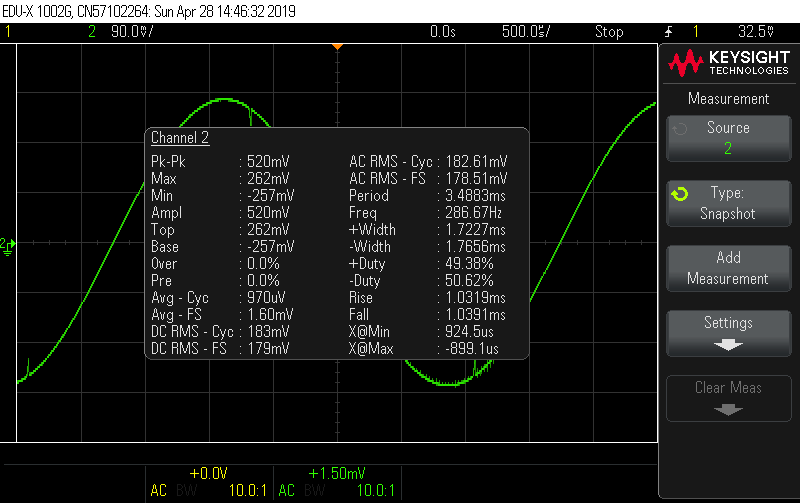 EDU-X 1002G, CN57102264: Sun Apr 28 14:46:32 2019
1 2 90.0▿/ 0.0s 500.0▿/ Stop 1 32.5▿
KEYSIGHT
TECHNOLOGIES
Measurement
Source
2
Type:
Snapshot
Add
Measurement
Settings
Clear Meas
Channel 2
Pk-Pk : 520mV AC RMS - Cyc : 182.61mV
Max : 262mV AC RMS - FS : 178.51mV
Min : -257mV Period : 3.4883ms
Ampl : 520mV Freq : 286.67Hz
Top : 262mV +Width : 1.7227ms
Base : -257mV -Width : 1.7656ms
Over : 0.0% +Duty : 49.38%
Pre : 0.0% -Duty : 50.62%
Avg - Cyc : 970uV Rise : 1.0319ms
Avg - FS : 1.60mV Fall : 1.0391ms
DC RMS - Cyc : 183mV X@Min : 924.5us
DC RMS - FS : 179mV X@Max : -899.1us
2
+0.0V +1.50mV
AC BW 10.0:1 AC BW 10.0:1